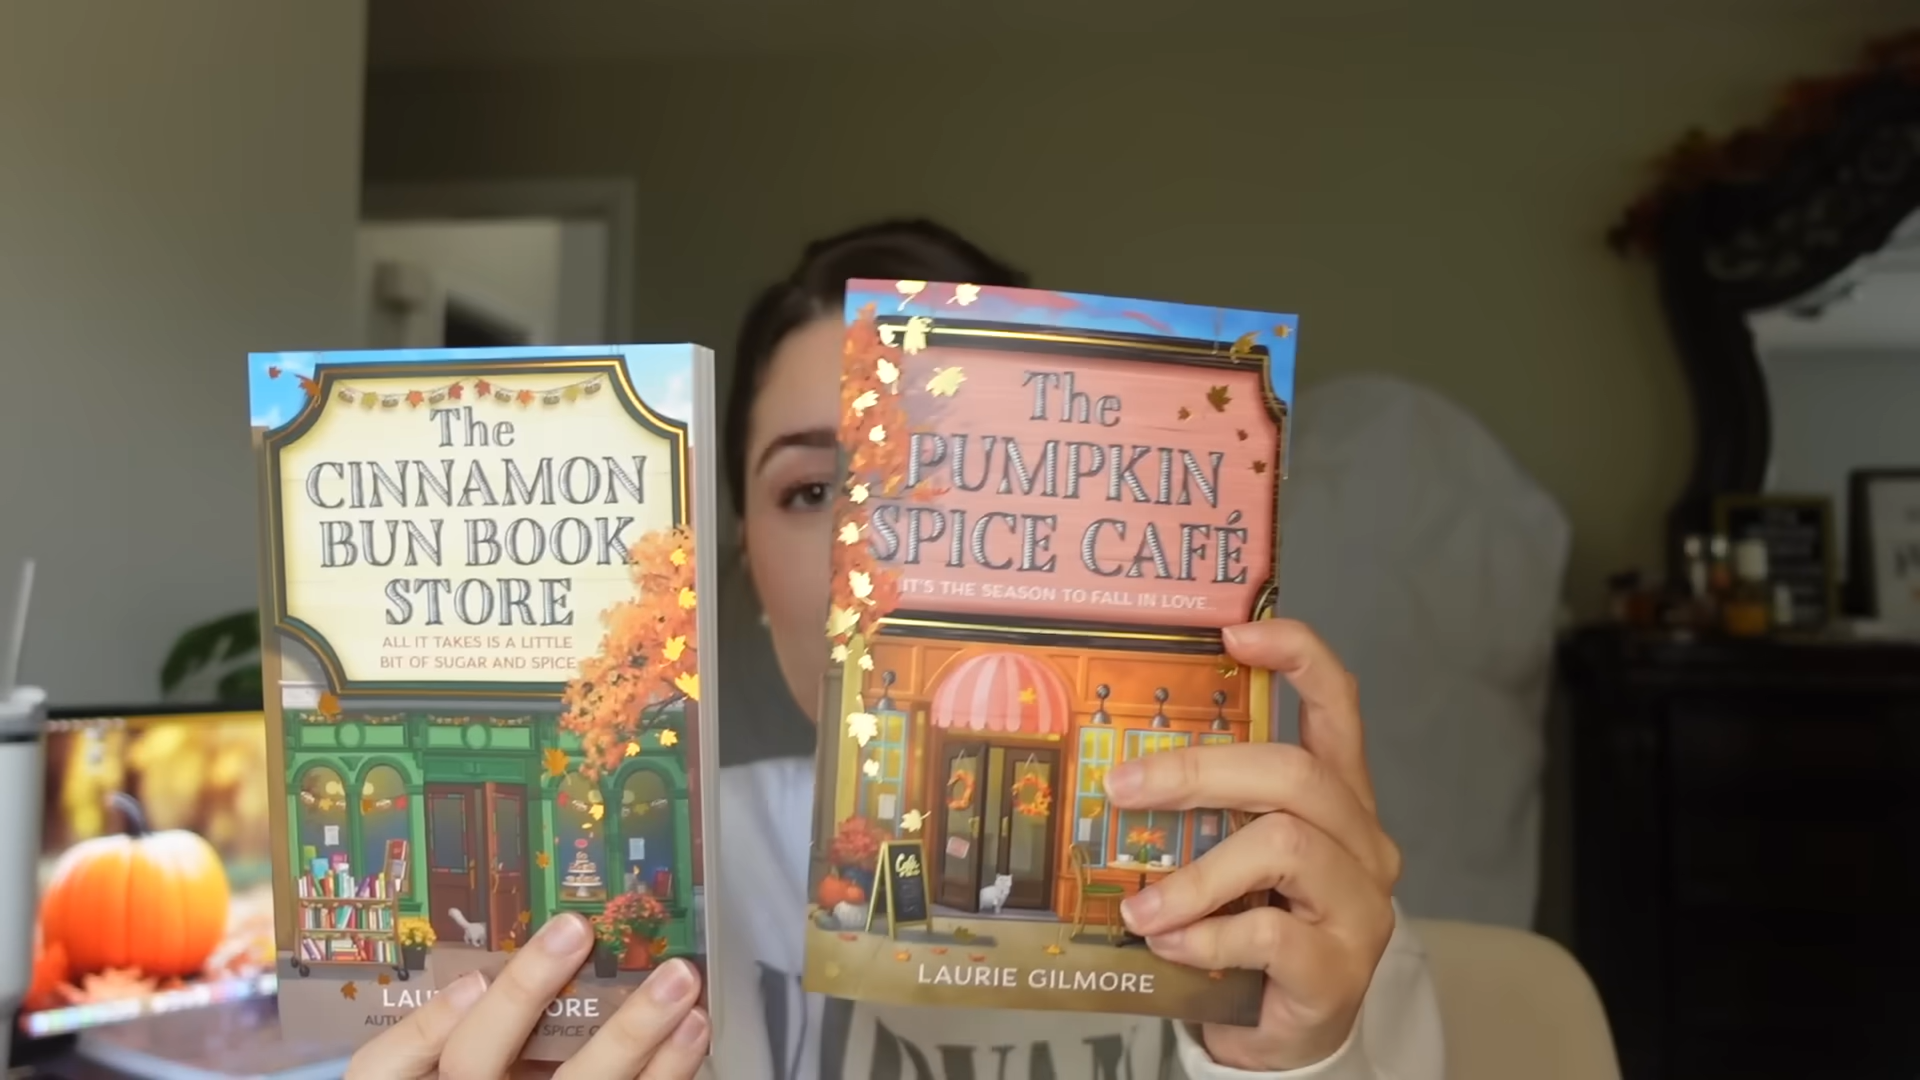 The
CINNAMON
BUN BOOK
STORE
ALL IT TAKES IS A LITTLE
BIT OF SUGAR AND SPICE
The
PUMPKIN
SPICE CAFÉ
IT'S THE SEASON TO FALL IN LOVE...
LAURIE GILMORE